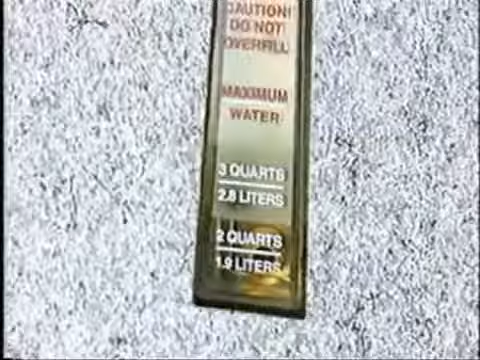 CAUTION!
DO NOT
OVERFILL
MAXIMUM
WATER
3 QUARTS
2.8 LITERS
2 QUARTS
1.9 LITERS